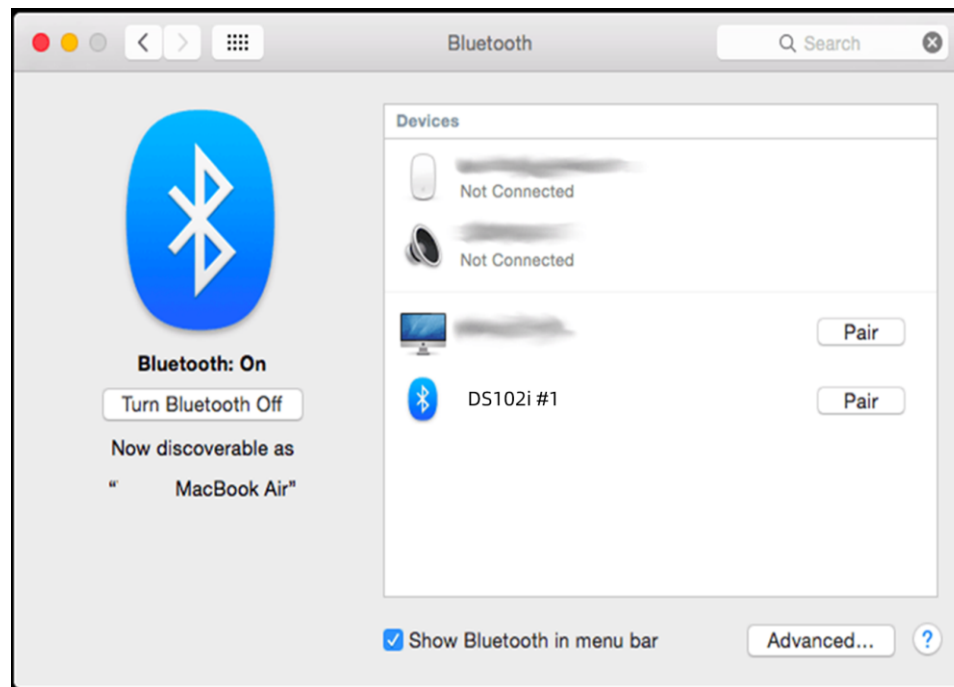 Bluetooth
Search
Devices
Not Connected
Not Connected
Pair
DS102i #1
Pair
Bluetooth: On
Turn Bluetooth Off
Now discoverable as
“ MacBook Air"
Show Bluetooth in menu bar
Advanced...
?